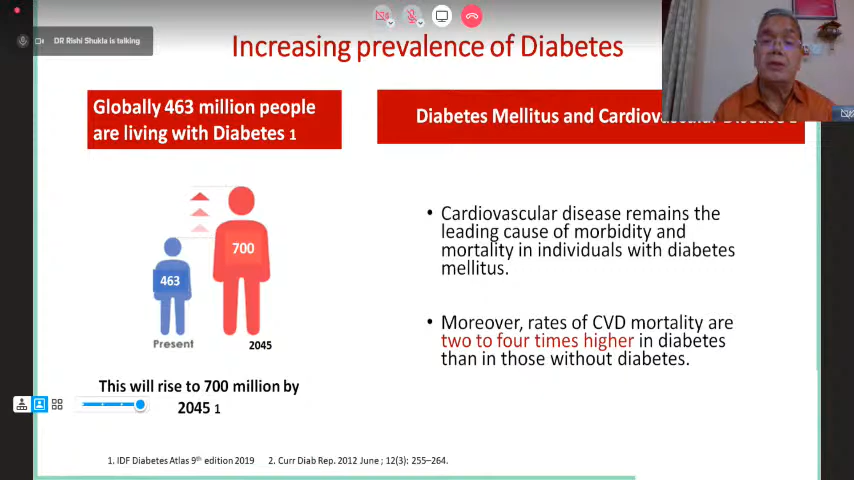 DR Rishi Shukla is talking
Increasing prevalence of Diabetes
Globally 463 million people
are living with Diabetes 1
700
463
Present
2045
This will rise to 700 million by
2045 1
Diabetes Mellitus and Cardiovascular Disease
• Cardiovascular disease remains the
leading cause of morbidity and
mortality in individuals with diabetes
mellitus.
• Moreover, rates of CVD mortality are
two to four times higher in diabetes
than in those without diabetes.
1. IDF Diabetes Atlas 9th edition 2019 2. Curr Diab Rep. 2012 June ; 12(3): 255–264.